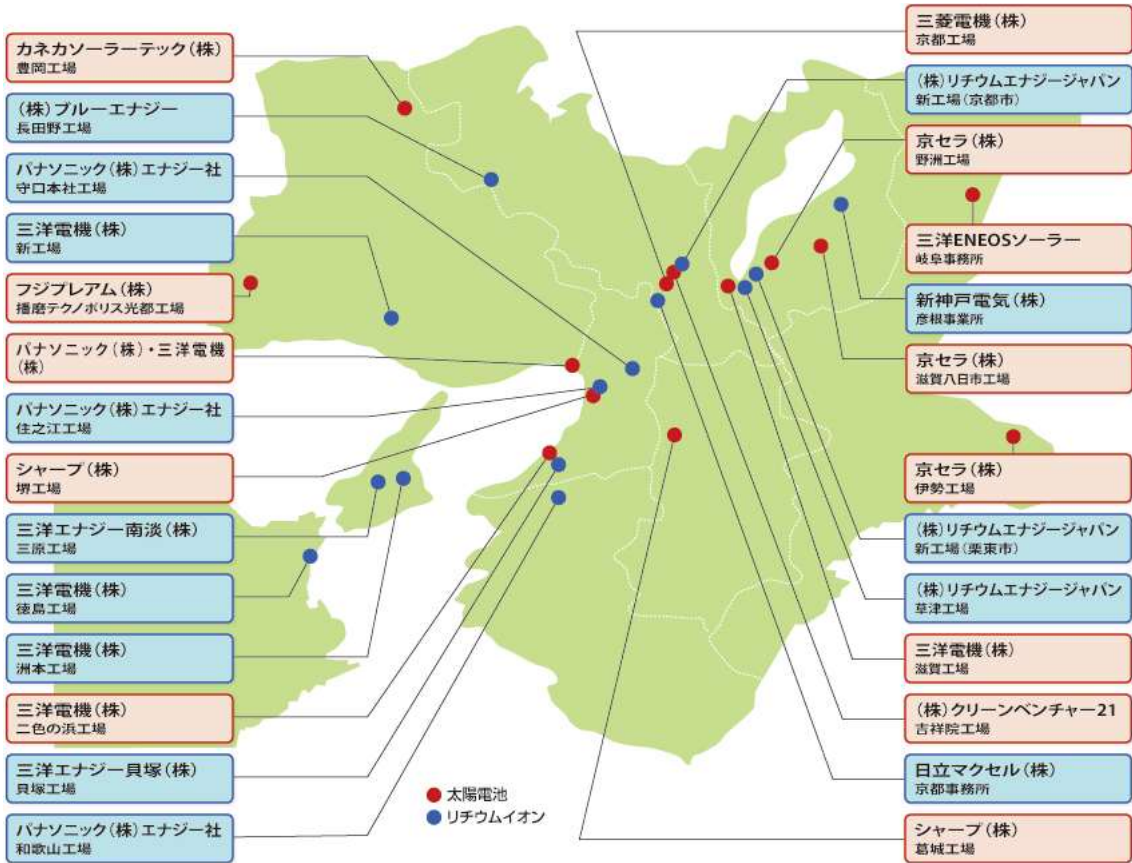 カネカソーラーテック(株)
豊岡工場
(株)ブルーエナジー
長田野工場
パナソニック(株)エナジー社
守口本社工場
三洋電機(株)
新工場
フジプレアム(株)
播磨テクノポリス光都工場
パナソニック(株)・三洋電機
(株)
パナソニック(株)エナジー社
住之江工場
シャープ(株)
堺工場
三洋エナジー南淡(株)
三原工場
三洋電機(株)
徳島工場
三洋電機(株)
洲本工場
三洋電機(株)
二色の浜工場
三洋エナジー貝塚(株)
貝塚工場
パナソニック(株)エナジー社
和歌山工場
太陽電池
リチウムイオン
三菱電機(株)
京都工場
(株)リチウムエナジージャパン
新工場(京都市)
京セラ(株)
野洲工場
三洋ENEOSソーラー
岐阜事務所
新神戸電気(株)
彦根事業所
京セラ(株)
滋賀八日市工場
京セラ(株)
伊勢工場
(株)リチウムエナジージャパン
新工場(栗東市)
(株)リチウムエナジージャパン
草津工場
三洋電機(株)
滋賀工場
(株)クリーンベンチャー21
吉祥院工場
日立マクセル(株)
京都事務所
シャープ(株)
葛城工場